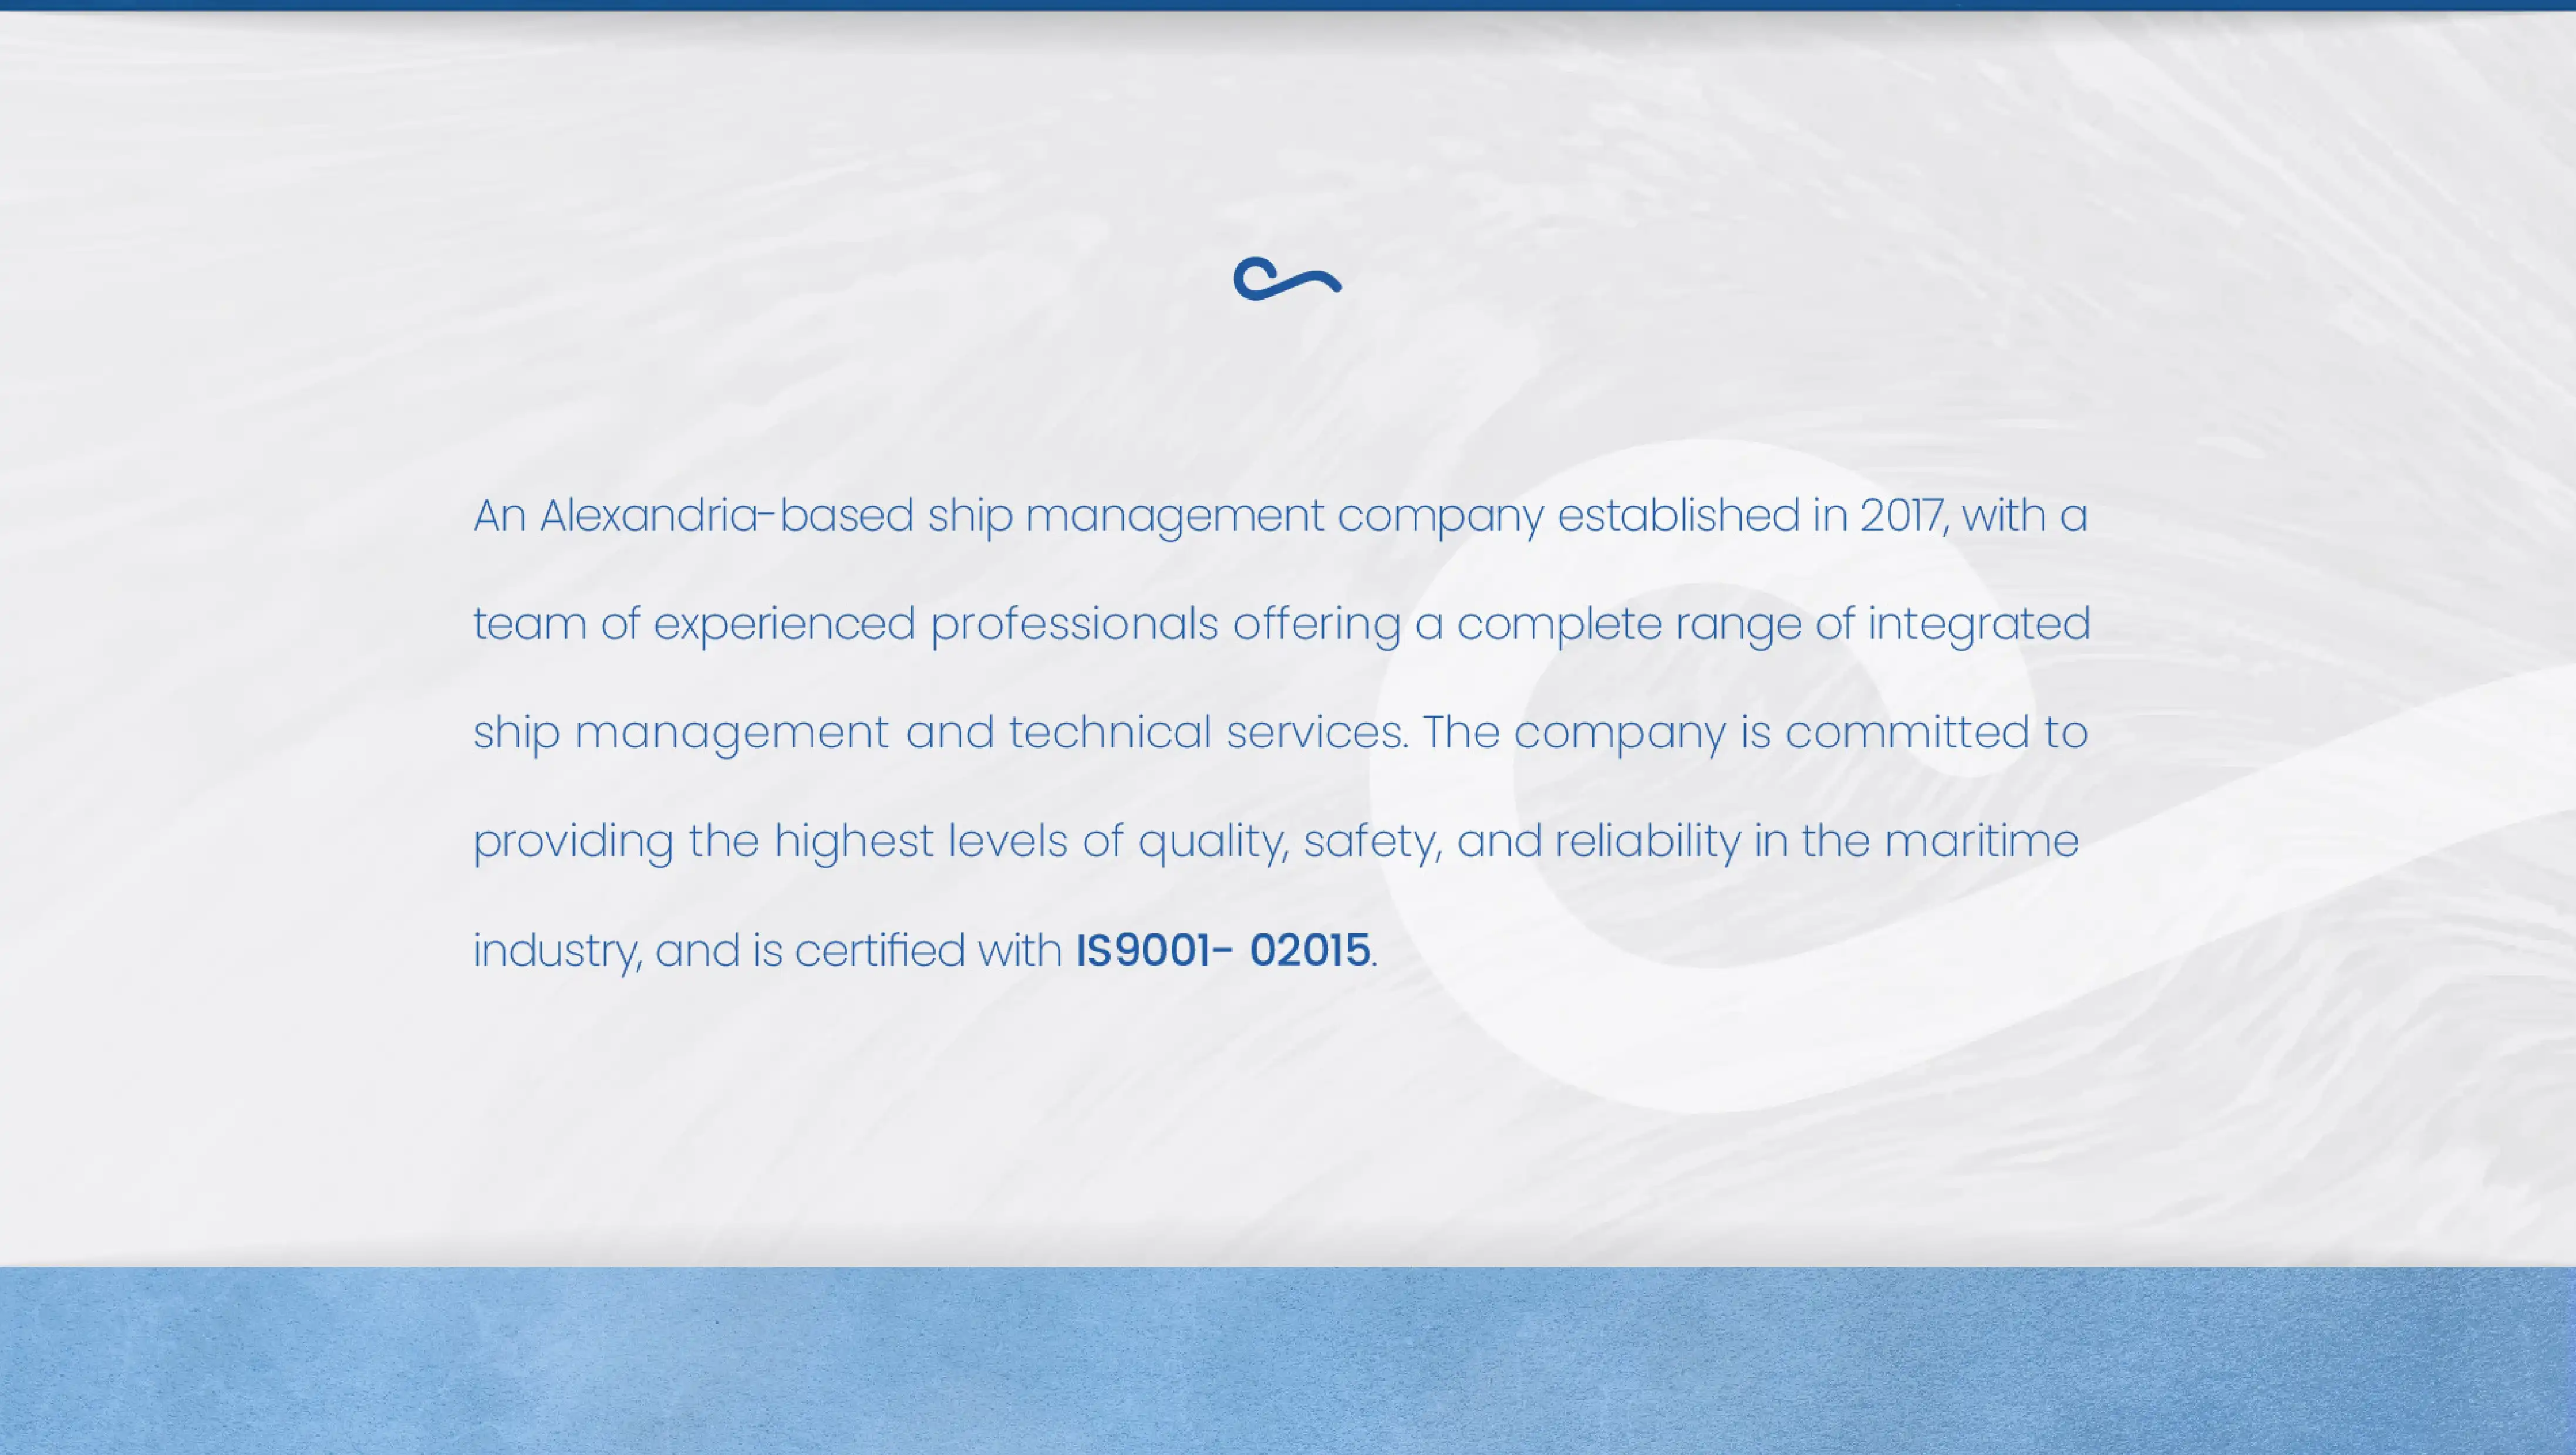 An Alexandria-based ship management company established in 2017, with a
team of experienced professionals offering a complete range of integrated
ship management and technical services. The company is committed to
providing the highest levels of quality, safety, and reliability in the maritime
industry, and is certified with IS9001- 02015.